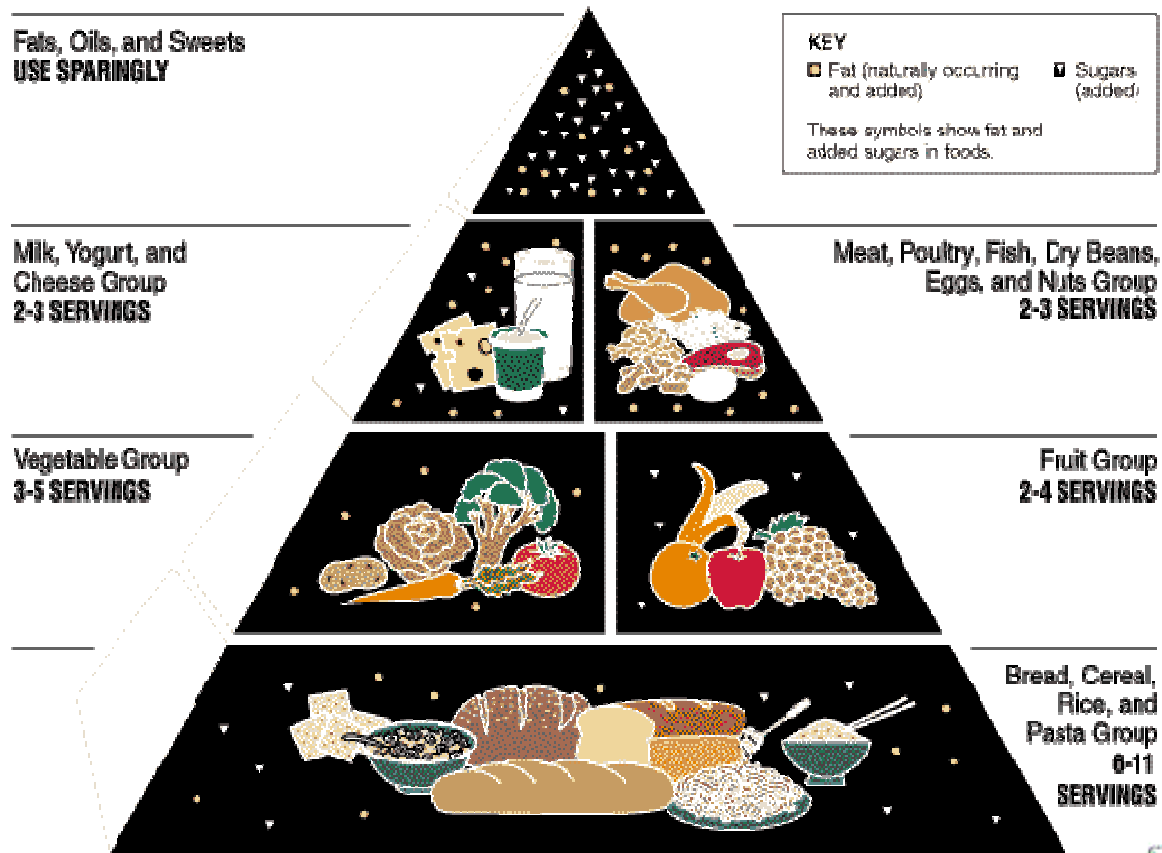 Fats, Oils, and Sweets
USE SPARINGLY
KEY
Fat (naturally occurring
and added)
Sugars
(added)
These symbols show fat and
added sugars in foods.
Milk, Yogurt, and
Cheese Group
2-3 SERVINGS
Meat, Poultry, Fish, Dry Beans,
Eggs, and Nuts Group
2-3 SERVINGS
Vegetable Group
3-5 SERVINGS
Fruit Group
2-4 SERVINGS
Bread, Cereal,
Rice, and
Pasta Group
6-11
SERVINGS